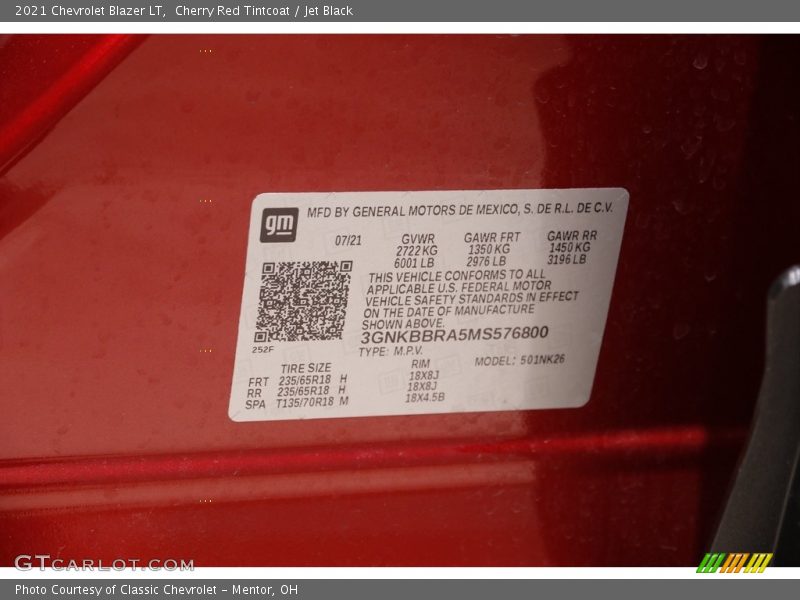 2021 Chevrolet Blazer LT,  Cherry Red Tintcoat / Jet Black
gm
MFD BY GENERAL MOTORS DE MEXICO, S. DE R.L. DE C.V.
07/21 GVWR GAWR FRT GAWR RR
2722 KG 1350 KG 1450 KG
6001 LB 2976 LB 3196 LB
THIS VEHICLE CONFORMS TO ALL
APPLICABLE U.S. FEDERAL MOTOR
VEHICLE SAFETY STANDARDS IN EFFECT
ON THE DATE OF MANUFACTURE
SHOWN ABOVE.
252F
3GNKBBRA5MS576800
TYPE: M.P.V. MODEL: 501NK26
TIRE SIZE RIM
FRT 235/65R18 H 18X8J
RR 235/65R18 H 18X8J
SPA T135/70R18 M 18X4.5B
GTCARLOT.COM
Photo Courtesy of Classic Chevrolet - Mentor, OH